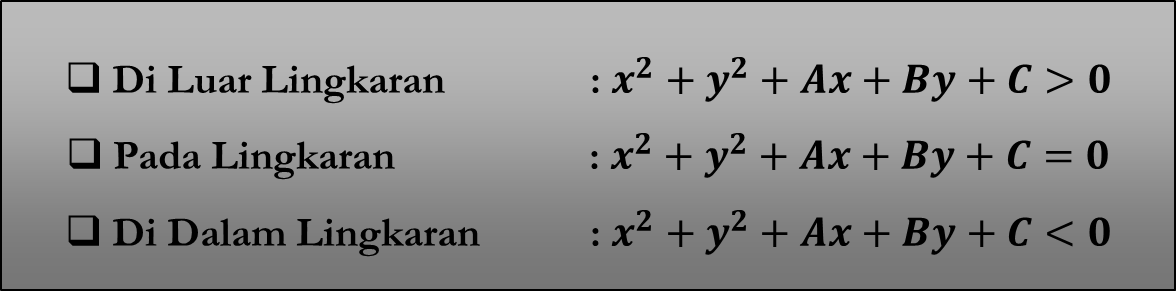 ❑ Di Luar Lingkaran : x² + y² + Ax + By + C > 0
❑ Pada Lingkaran : x² + y² + Ax + By + C = 0
❑ Di Dalam Lingkaran : x² + y² + Ax + By + C < 0